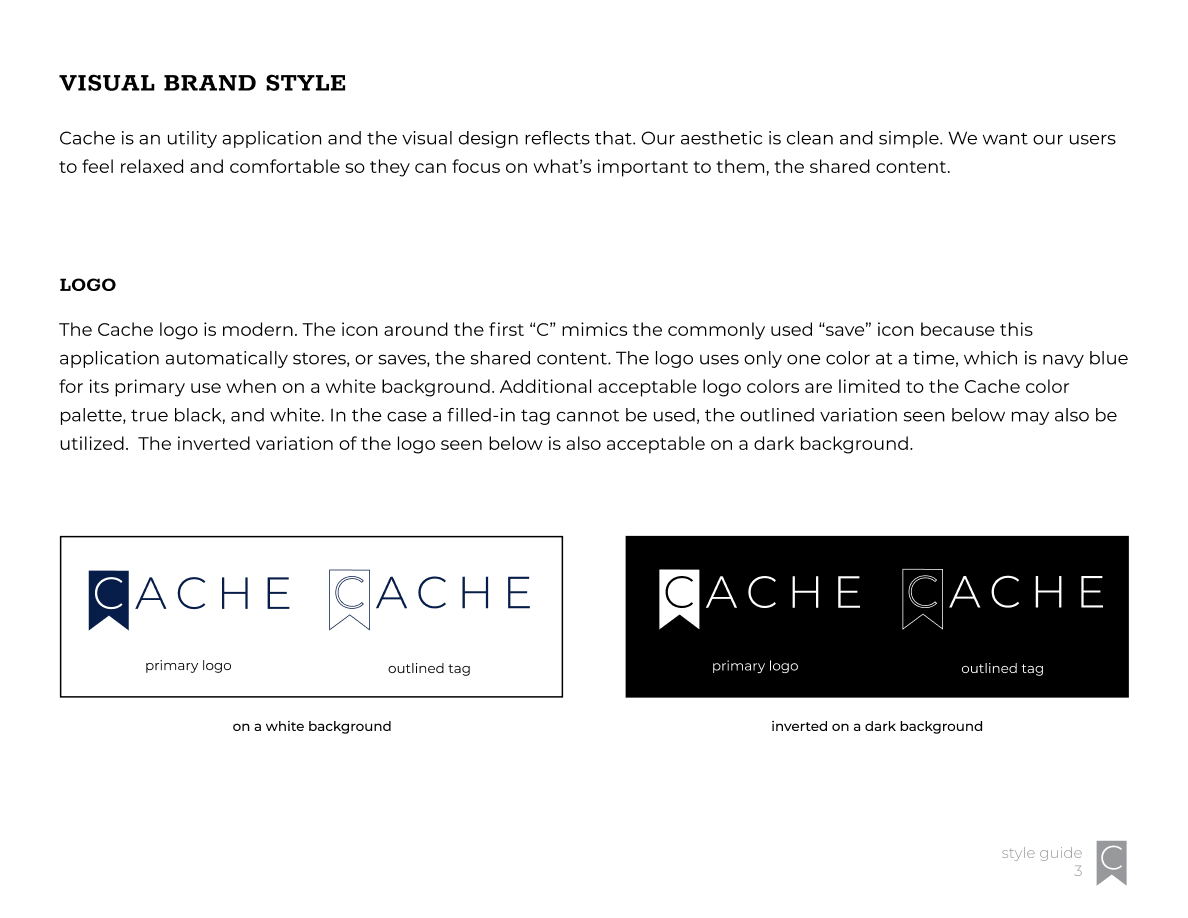 VISUAL BRAND STYLE
Cache is an utility application and the visual design reflects that. Our aesthetic is clean and simple. We want our users
to feel relaxed and comfortable so they can focus on what’s important to them, the shared content.
LOGO
The Cache logo is modern. The icon around the first “C” mimics the commonly used “save” icon because this
application automatically stores, or saves, the shared content. The logo uses only one color at a time, which is navy blue
for its primary use when on a white background. Additional acceptable logo colors are limited to the Cache color
palette, true black, and white. In the case a filled-in tag cannot be used, the outlined variation seen below may also be
utilized.  The inverted variation of the logo seen below is also acceptable on a dark background.
CACHE
primary logo
CACHE
outlined tag
on a white background
CACHE
primary logo
CACHE
outlined tag
inverted on a dark background
style guide
3
C